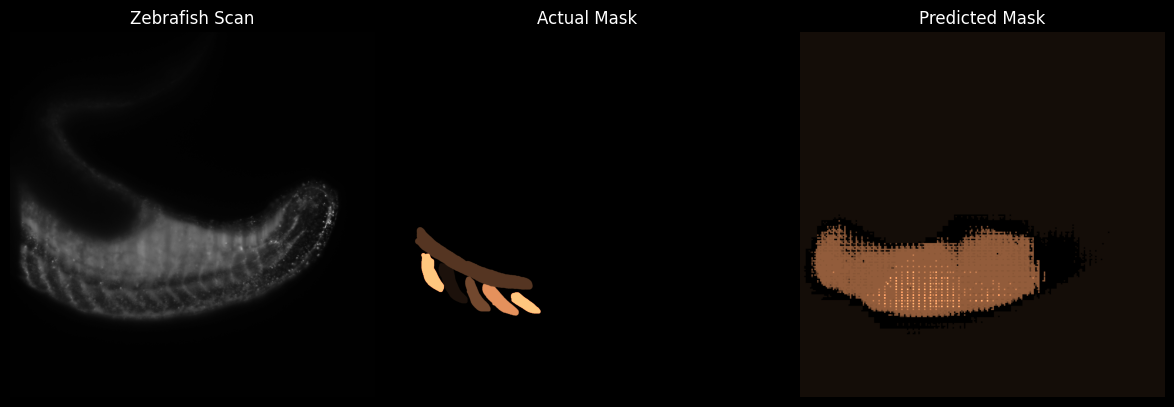 Zebrafish Scan
Actual Mask
Predicted Mask